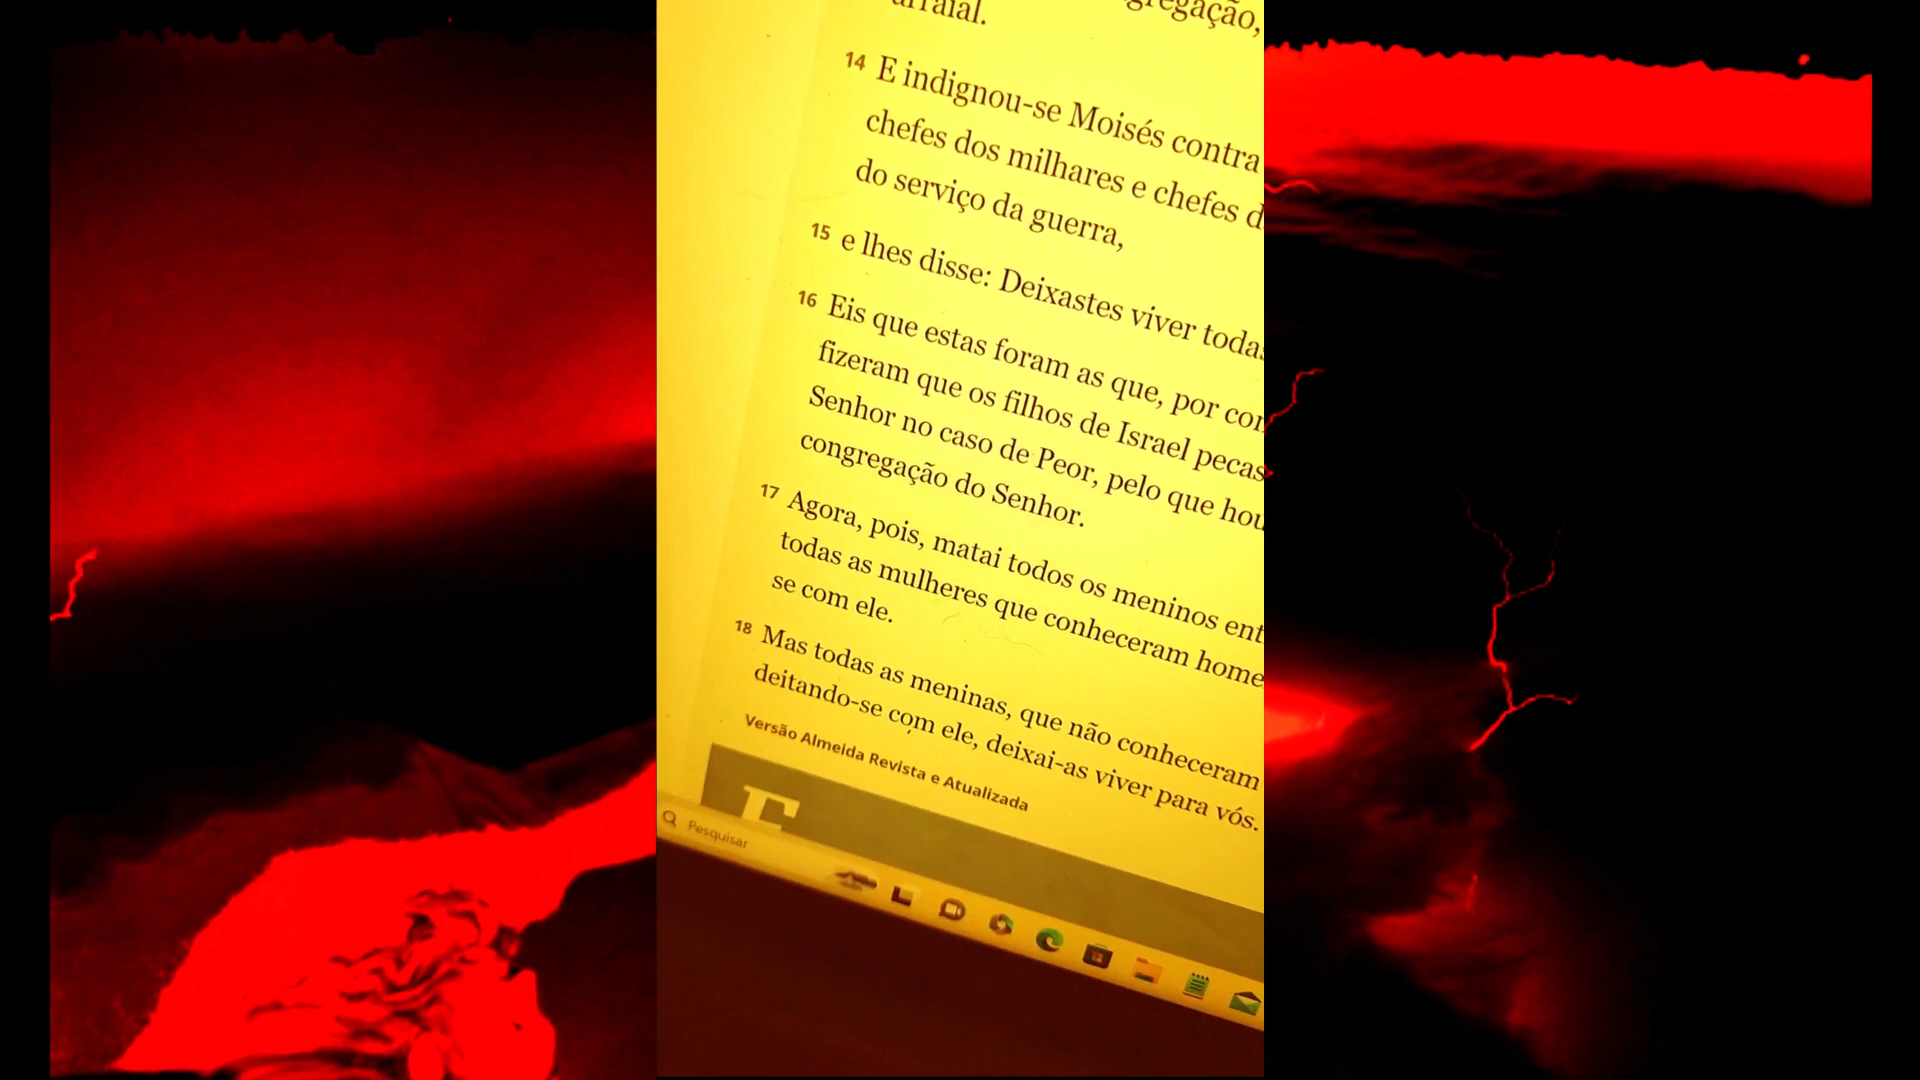 arraial.
gregação,
14 E indignou-se Moisés contra
chefes dos milhares e chefes d
do serviço da guerra,
15 e lhes disse: Deixastes viver todas
16 Eis que estas foram as que, por con
fizeram que os filhos de Israel pecas
Senhor no caso de Peor, pelo que hou
congregação do Senhor.
17 Agora, pois, matai todos os meninos ent
todas as mulheres que conheceram home
se com ele.
18 Mas todas as meninas, que não conheceram
deitando-se com ele, deixai-as viver para vós.
Versão Almeida Revista e Atualizada
Pesquisar